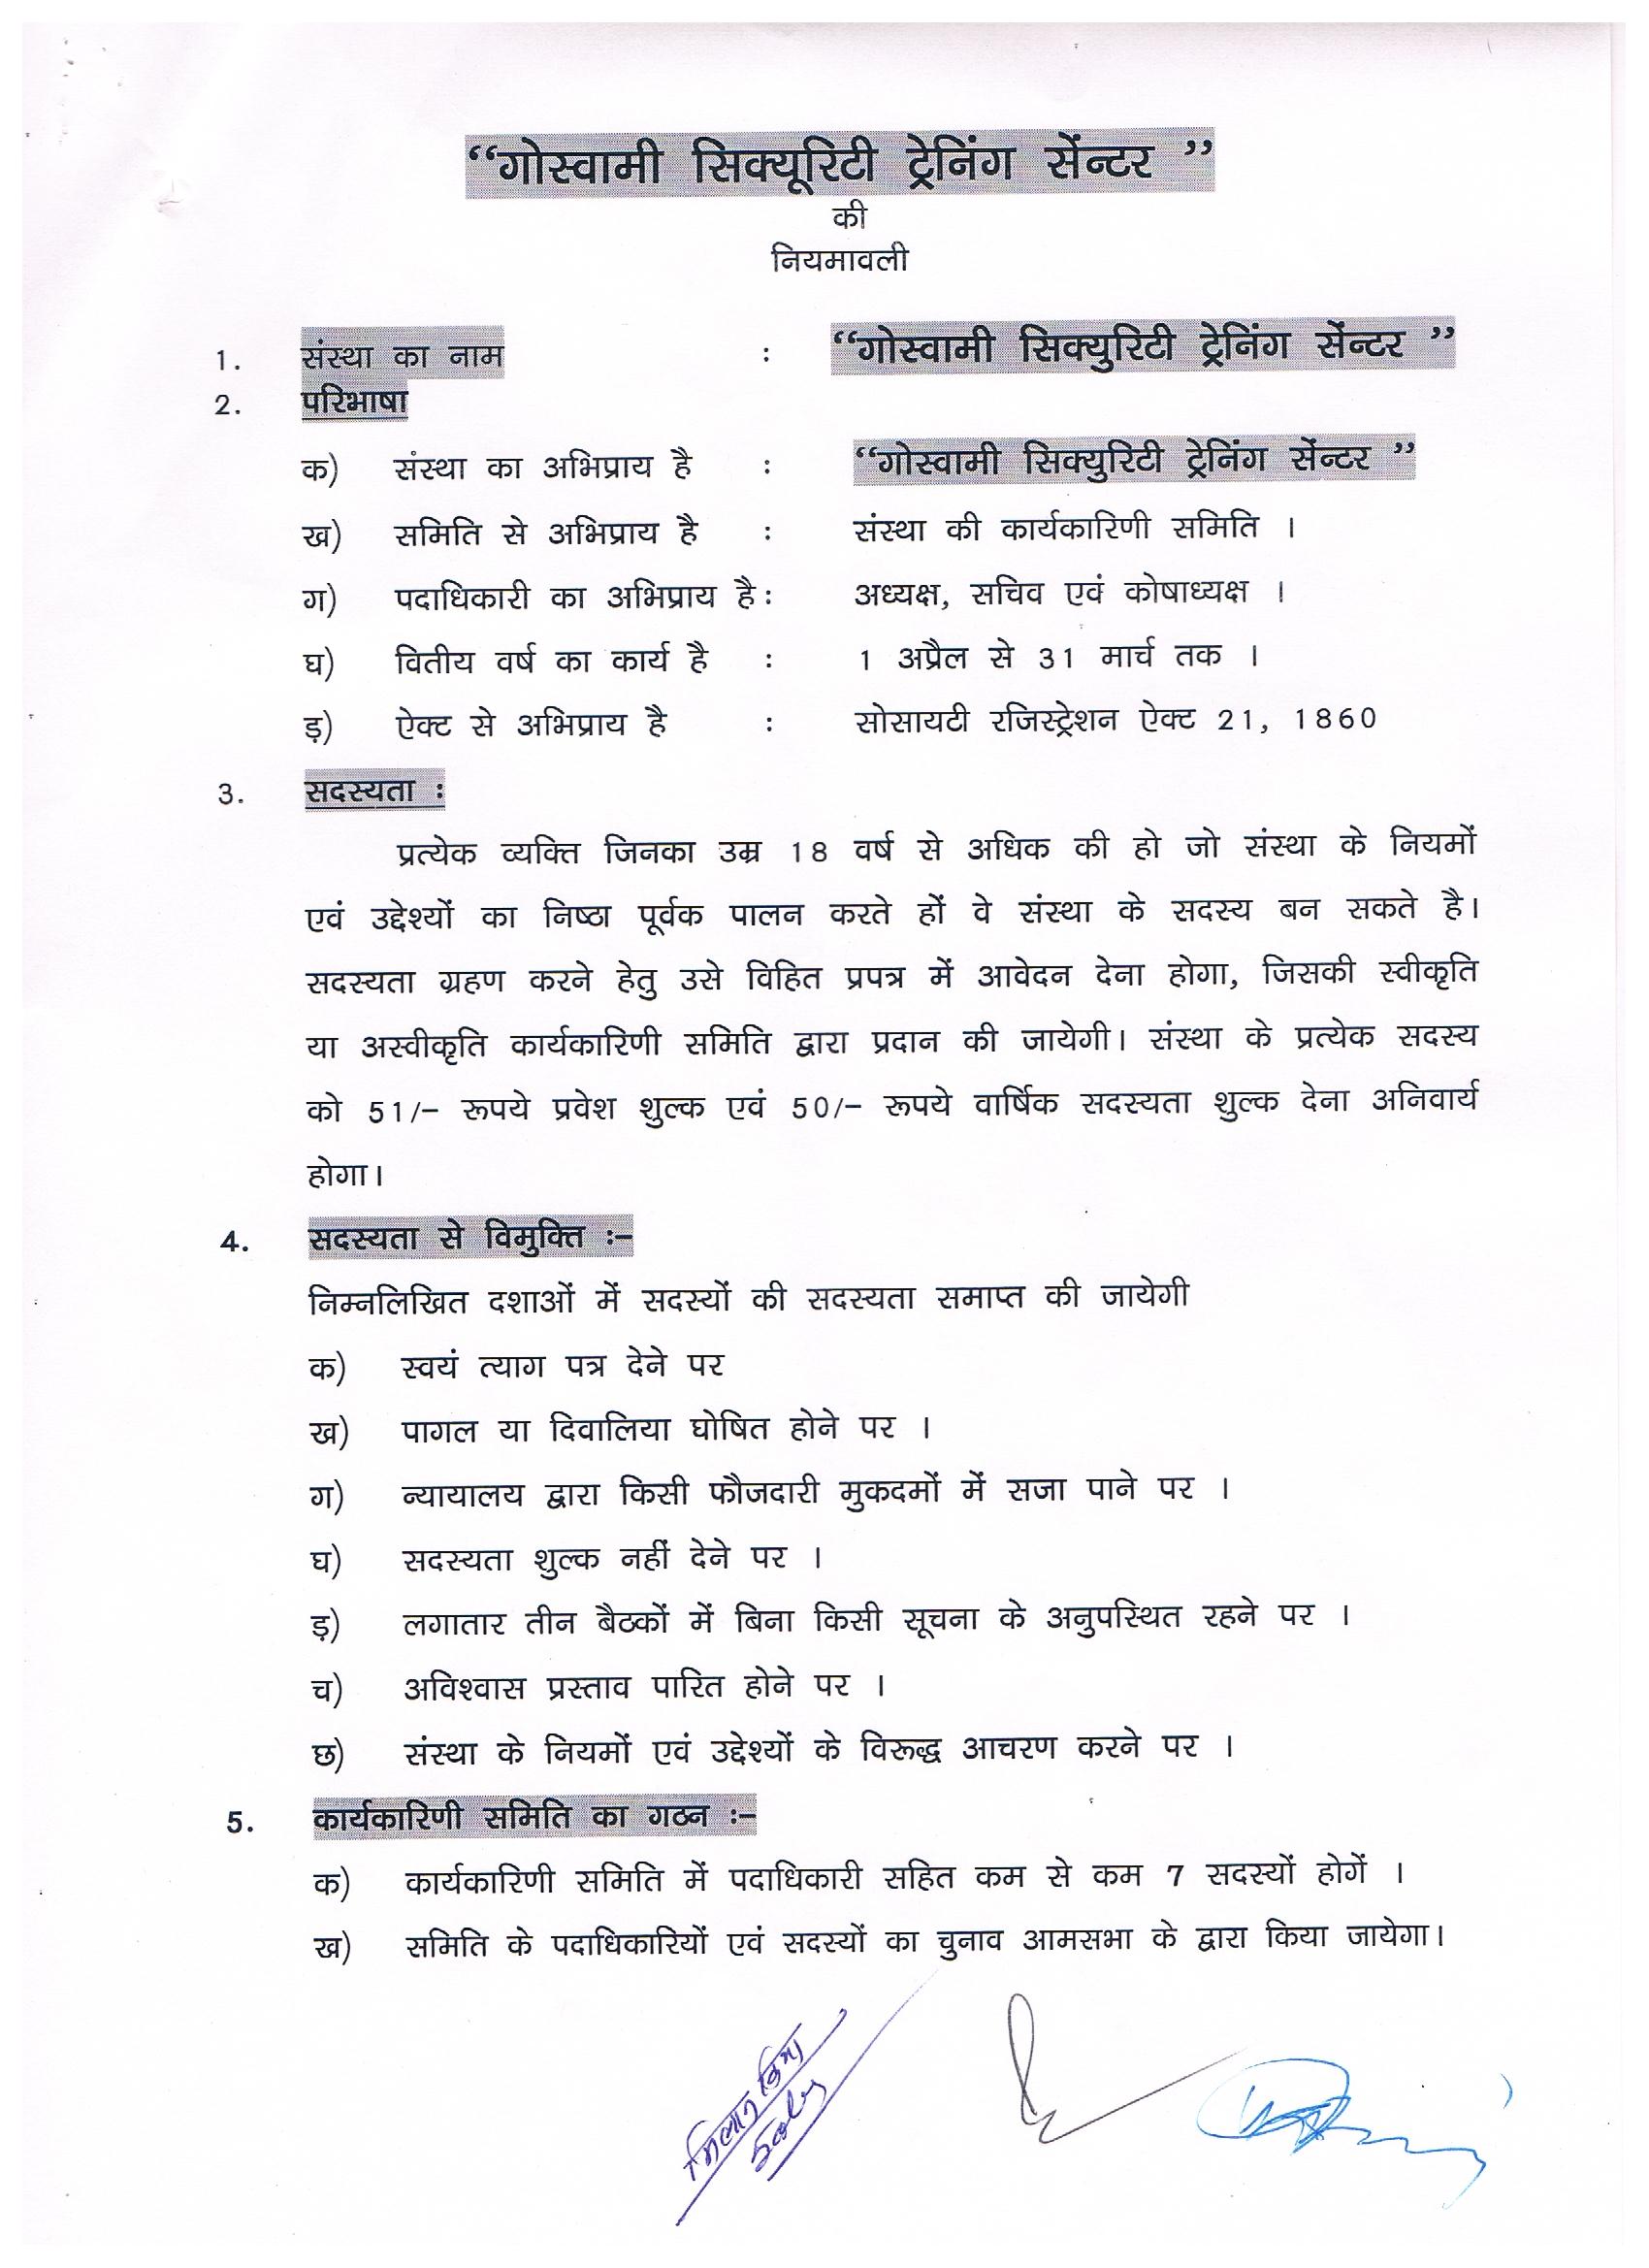 “गोस्वामी सिक्यूरिटी ट्रेनिंग सेंन्टर ”
की
नियमावली
1. संस्था का नाम : “गोस्वामी सिक्युरिटी ट्रेनिंग सेंन्टर ”
2. परिभाषा
क) संस्था का अभिप्राय है : “गोस्वामी सिक्युरिटी ट्रेनिंग सेंन्टर ”
ख) समिति से अभिप्राय है : संस्था की कार्यकारिणी समिति ।
ग) पदाधिकारी का अभिप्राय है : अध्यक्ष, सचिव एवं कोषाध्यक्ष ।
घ) वितीय वर्ष का कार्य है : 1 अप्रैल से 31 मार्च तक ।
ड़) ऐक्ट से अभिप्राय है : सोसायटी रजिस्ट्रेशन ऐक्ट 21, 1860
3. सदस्यता :
प्रत्येक व्यक्ति जिनका उम्र 18 वर्ष से अधिक की हो जो संस्था के नियमों
एवं उद्देश्यों का निष्ठा पूर्वक पालन करते हों वे संस्था के सदस्य बन सकते है।
सदस्यता ग्रहण करने हेतु उसे विहित प्रपत्र में आवेदन देना होगा, जिसकी स्वीकृति
या अस्वीकृति कार्यकारिणी समिति द्वारा प्रदान की जायेगी। संस्था के प्रत्येक सदस्य
को 51/– रूपये प्रवेश शुल्क एवं 50/– रूपये वार्षिक सदस्यता शुल्क देना अनिवार्य
होगा।
4. सदस्यता से विमुक्ति :–
निम्नलिखित दशाओं में सदस्यों की सदस्यता समाप्त की जायेगी
क) स्वयं त्याग पत्र देने पर
ख) पागल या दिवालिया घोषित होने पर ।
ग) न्यायालय द्वारा किसी फौजदारी मुकदमों में सजा पाने पर ।
घ) सदस्यता शुल्क नहीं देने पर ।
ड़) लगातार तीन बैठकों में बिना किसी सूचना के अनुपस्थित रहने पर ।
च) अविश्वास प्रस्ताव पारित होने पर ।
छ) संस्था के नियमों एवं उद्देश्यों के विरूद्ध आचरण करने पर ।
5. कार्यकारिणी समिति का गठन :–
क) कार्यकारिणी समिति में पदाधिकारी सहित कम से कम 7 सदस्यों होगें ।
ख) समिति के पदाधिकारियों एवं सदस्यों का चुनाव आमसभा के द्वारा किया जायेगा।
मिलान किया